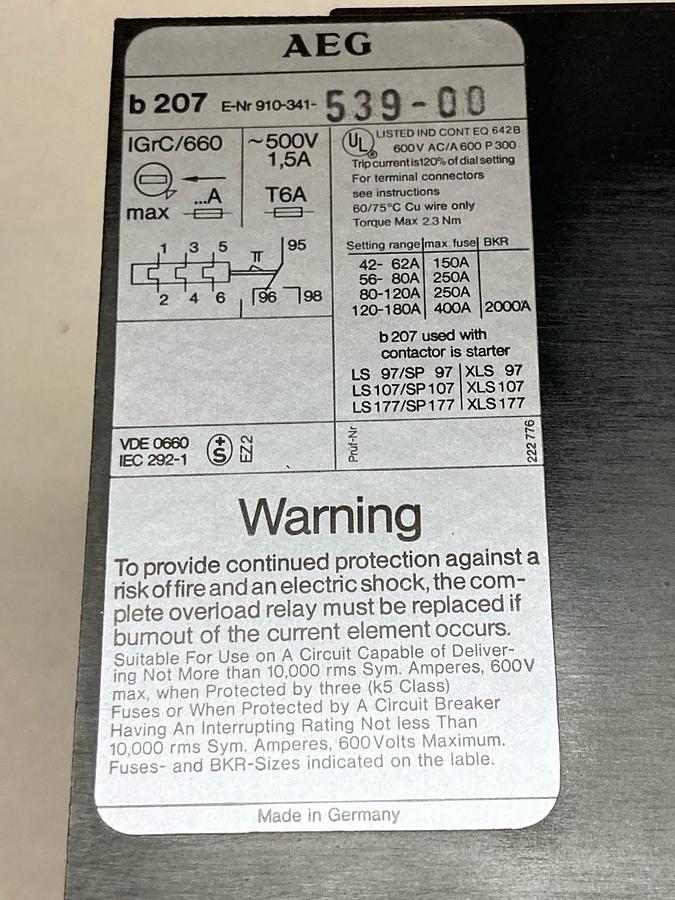 AEG
b 207 E-Nr 910-341- 539-00
IGrC/660
max ...A
~500V
1,5A
T6A
1 3 5 95
2 4 6 96 98
UL® LISTED IND CONT EQ 642B
600V AC/A 600 P 300
Trip current is 120% of dial setting
For terminal connectors
see instructions
60/75°C Cu wire only
Torque Max 2.3 Nm
Setting range max. fuse BKR
42- 62A 150A
56- 80A 250A
80-120A 250A
120-180A 400A 2000A
b 207 used with
contactor is starter
LS 97/SP 97 XLS 97
LS 107/SP 107 XLS 107
LS 177/SP 177 XLS 177
VDE 0660
IEC 292-1
+S
EZ2
Prüf-Nr
222 776
Warning
To provide continued protection against a
risk of fire and an electric shock, the com-
plete overload relay must be replaced if
burnout of the current element occurs.
Suitable For Use on A Circuit Capable of Deliver-
ing Not More than 10,000 rms Sym. Amperes, 600V
max, when Protected by three (K5 Class)
Fuses or When Protected by A Circuit Breaker
Having An Interrupting Rating Not less Than
10,000 rms Sym. Amperes, 600 Volts Maximum.
Fuses- and BKR-Sizes indicated on the lable.
Made in Germany